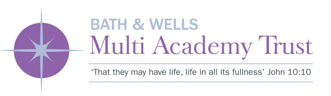 BATH & WELLS
Multi Academy Trust
‘That they may have life, life in all its fullness’ John 10:10